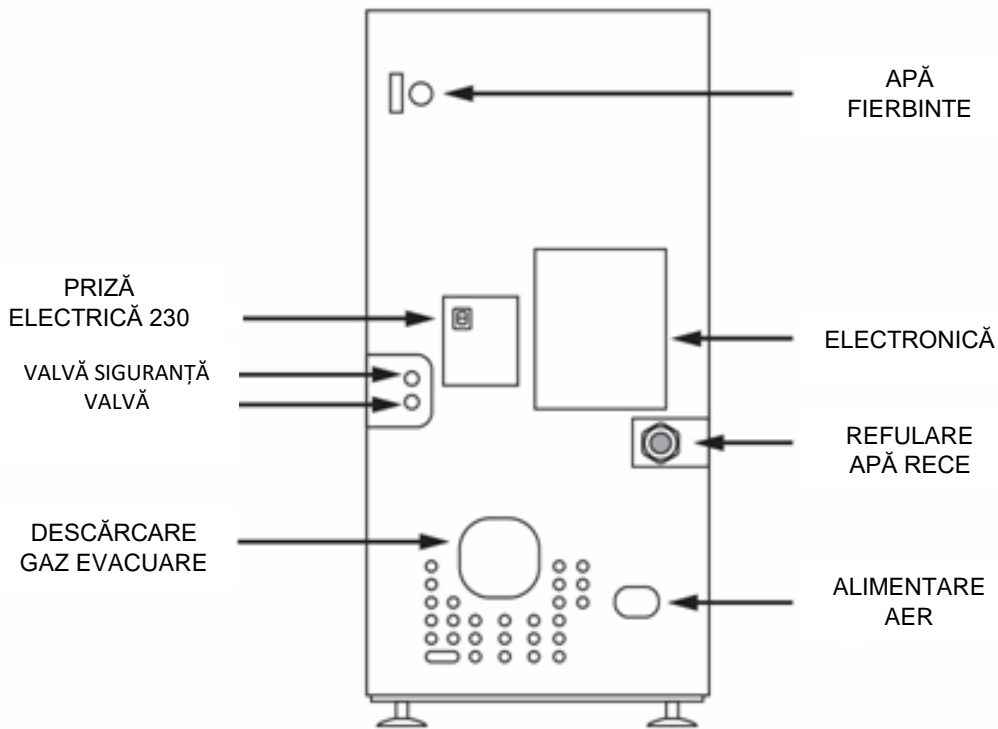 APĂ
FIERBINTE
PRIZĂ
ELECTRICĂ 230
VALVĂ SIGURANȚĂ
VALVĂ
ELECTRONICĂ
REFULARE
APĂ RECE
DESCĂRCARE
GAZ EVACUARE
ALIMENTARE
AER